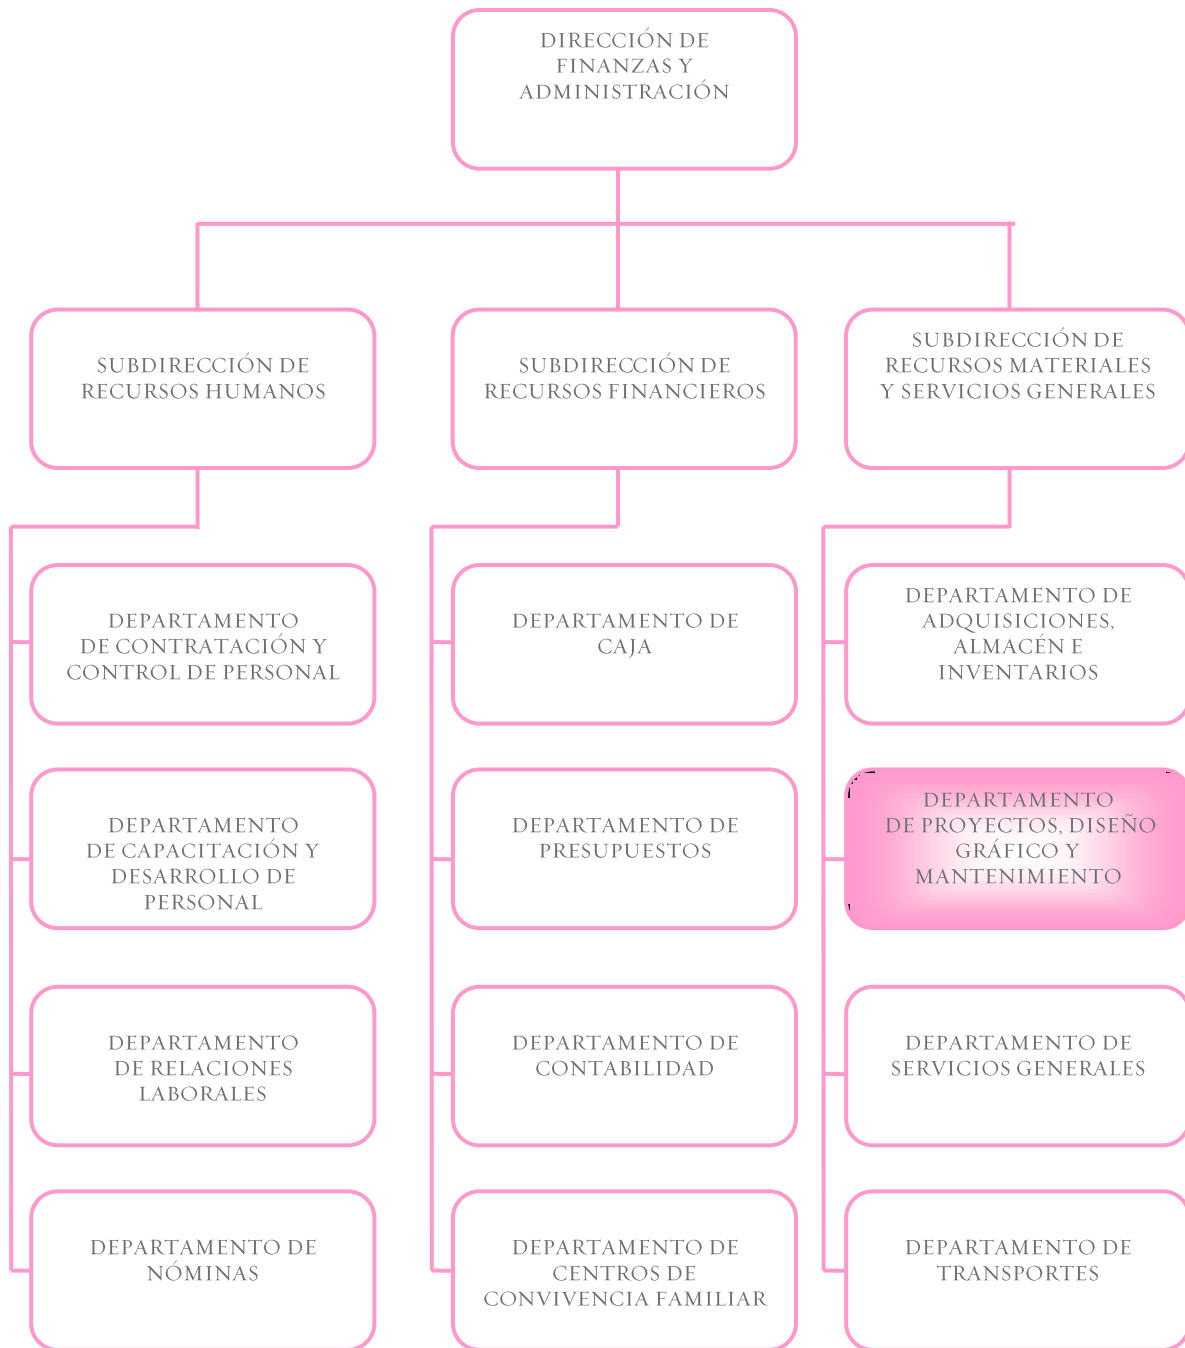 DIRECCIÓN DE
FINANZAS Y
ADMINISTRACIÓN
SUBDIRECCIÓN DE
RECURSOS HUMANOS
SUBDIRECCIÓN DE
RECURSOS FINANCIEROS
SUBDIRECCIÓN DE
RECURSOS MATERIALES
Y SERVICIOS GENERALES
DEPARTAMENTO
DE CONTRATACIÓN Y
CONTROL DE PERSONAL
DEPARTAMENTO DE
CAJA
DEPARTAMENTO DE
ADQUISICIONES,
ALMACÉN E
INVENTARIOS
DEPARTAMENTO
DE CAPACITACIÓN Y
DESARROLLO DE
PERSONAL
DEPARTAMENTO DE
PRESUPUESTOS
DEPARTAMENTO
DE PROYECTOS, DISEÑO
GRÁFICO Y
MANTENIMIENTO
DEPARTAMENTO
DE RELACIONES
LABORALES
DEPARTAMENTO DE
CONTABILIDAD
DEPARTAMENTO DE
SERVICIOS GENERALES
DEPARTAMENTO DE
NÓMINAS
DEPARTAMENTO DE
CENTROS DE
CONVIVENCIA FAMILIAR
DEPARTAMENTO DE
TRANSPORTES